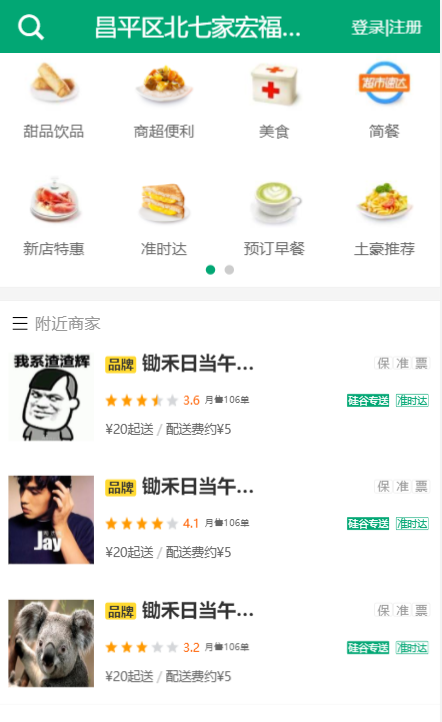 昌平区北七家宏福...
登录|注册
超市速达
甜品饮品 商超便利 美食 简餐
新店特惠 准时达 预订早餐 土豪推荐
附近商家
我系渣渣辉
品牌 锄禾日当午... 保 准 票
3.6 月售106单 硅谷专送 准时达
¥20起送 / 配送费约¥5
Jay
品牌 锄禾日当午... 保 准 票
4.1 月售106单 硅谷专送 准时达
¥20起送 / 配送费约¥5
品牌 锄禾日当午... 保 准 票
3.2 月售106单 硅谷专送 准时达
¥20起送 / 配送费约¥5